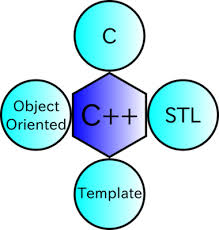 C
Object
Oriented
C++
STL
Template